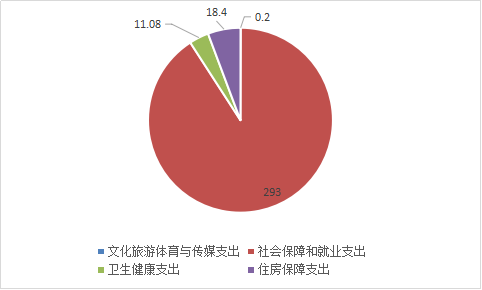 18.4
0.2
11.08
293
文化旅游体育与传媒支出
社会保障和就业支出
卫生健康支出
住房保障支出